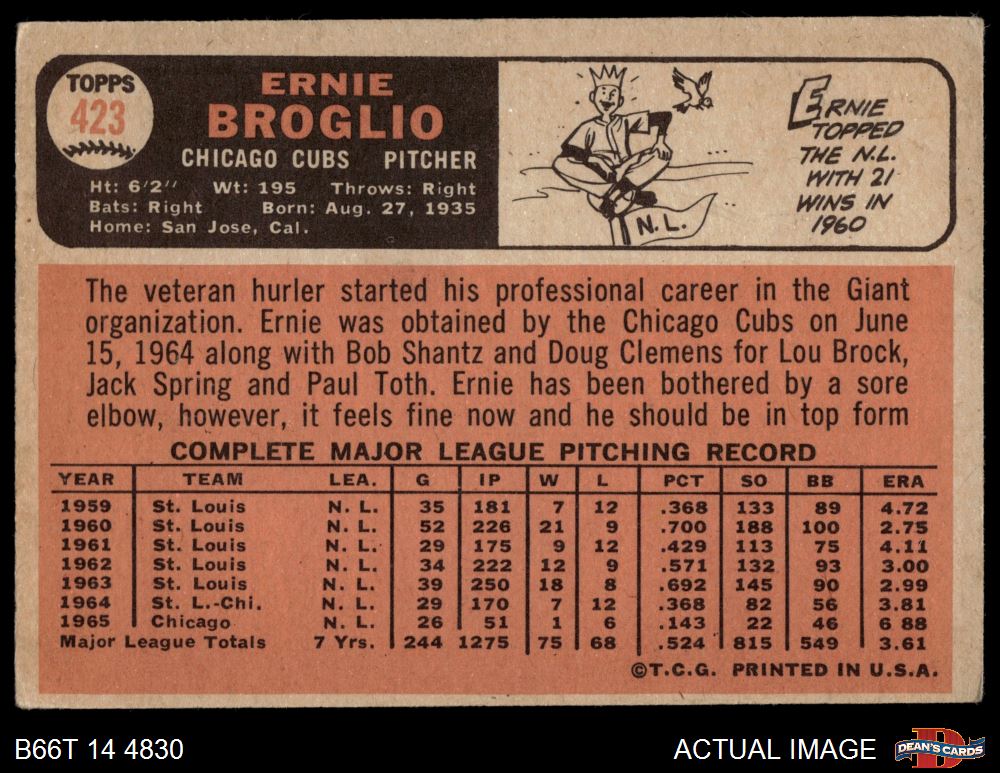 TOPPS
423
ERNIE
BROGLIO
CHICAGO CUBS PITCHER
Ht: 6'2" Wt: 195 Throws: Right
Bats: Right Born: Aug. 27, 1935
Home: San Jose, Cal.
N.L.
ERNIE
TOPPED
THE N.L.
WITH 21
WINS IN
1960
The veteran hurler started his professional career in the Giant
organization. Ernie was obtained by the Chicago Cubs on June
15, 1964 along with Bob Shantz and Doug Clemens for Lou Brock,
Jack Spring and Paul Toth. Ernie has been bothered by a sore
elbow, however, it feels fine now and he should be in top form
COMPLETE MAJOR LEAGUE PITCHING RECORD
YEAR TEAM LEA. G IP W L PCT SO BB ERA
1959 St. Louis N. L. 35 181 7 12 .368 133 89 4.72
1960 St. Louis N. L. 52 226 21 9 .700 188 100 2.75
1961 St. Louis N. L. 29 175 9 12 .429 113 75 4.11
1962 St. Louis N. L. 34 222 12 9 .571 132 93 3.00
1963 St. Louis N. L. 39 250 18 8 .692 145 90 2.99
1964 St. L.-Chi. N. L. 29 170 7 12 .368 82 56 3.81
1965 Chicago N. L. 26 51 1 6 .143 22 46 6 88
Major League Totals 7 Yrs. 244 1275 75 68 .524 815 549 3.61
©T.C.G. PRINTED IN U.S.A.
B66T 14 4830
ACTUAL IMAGE
D
DEAN'S CARDS